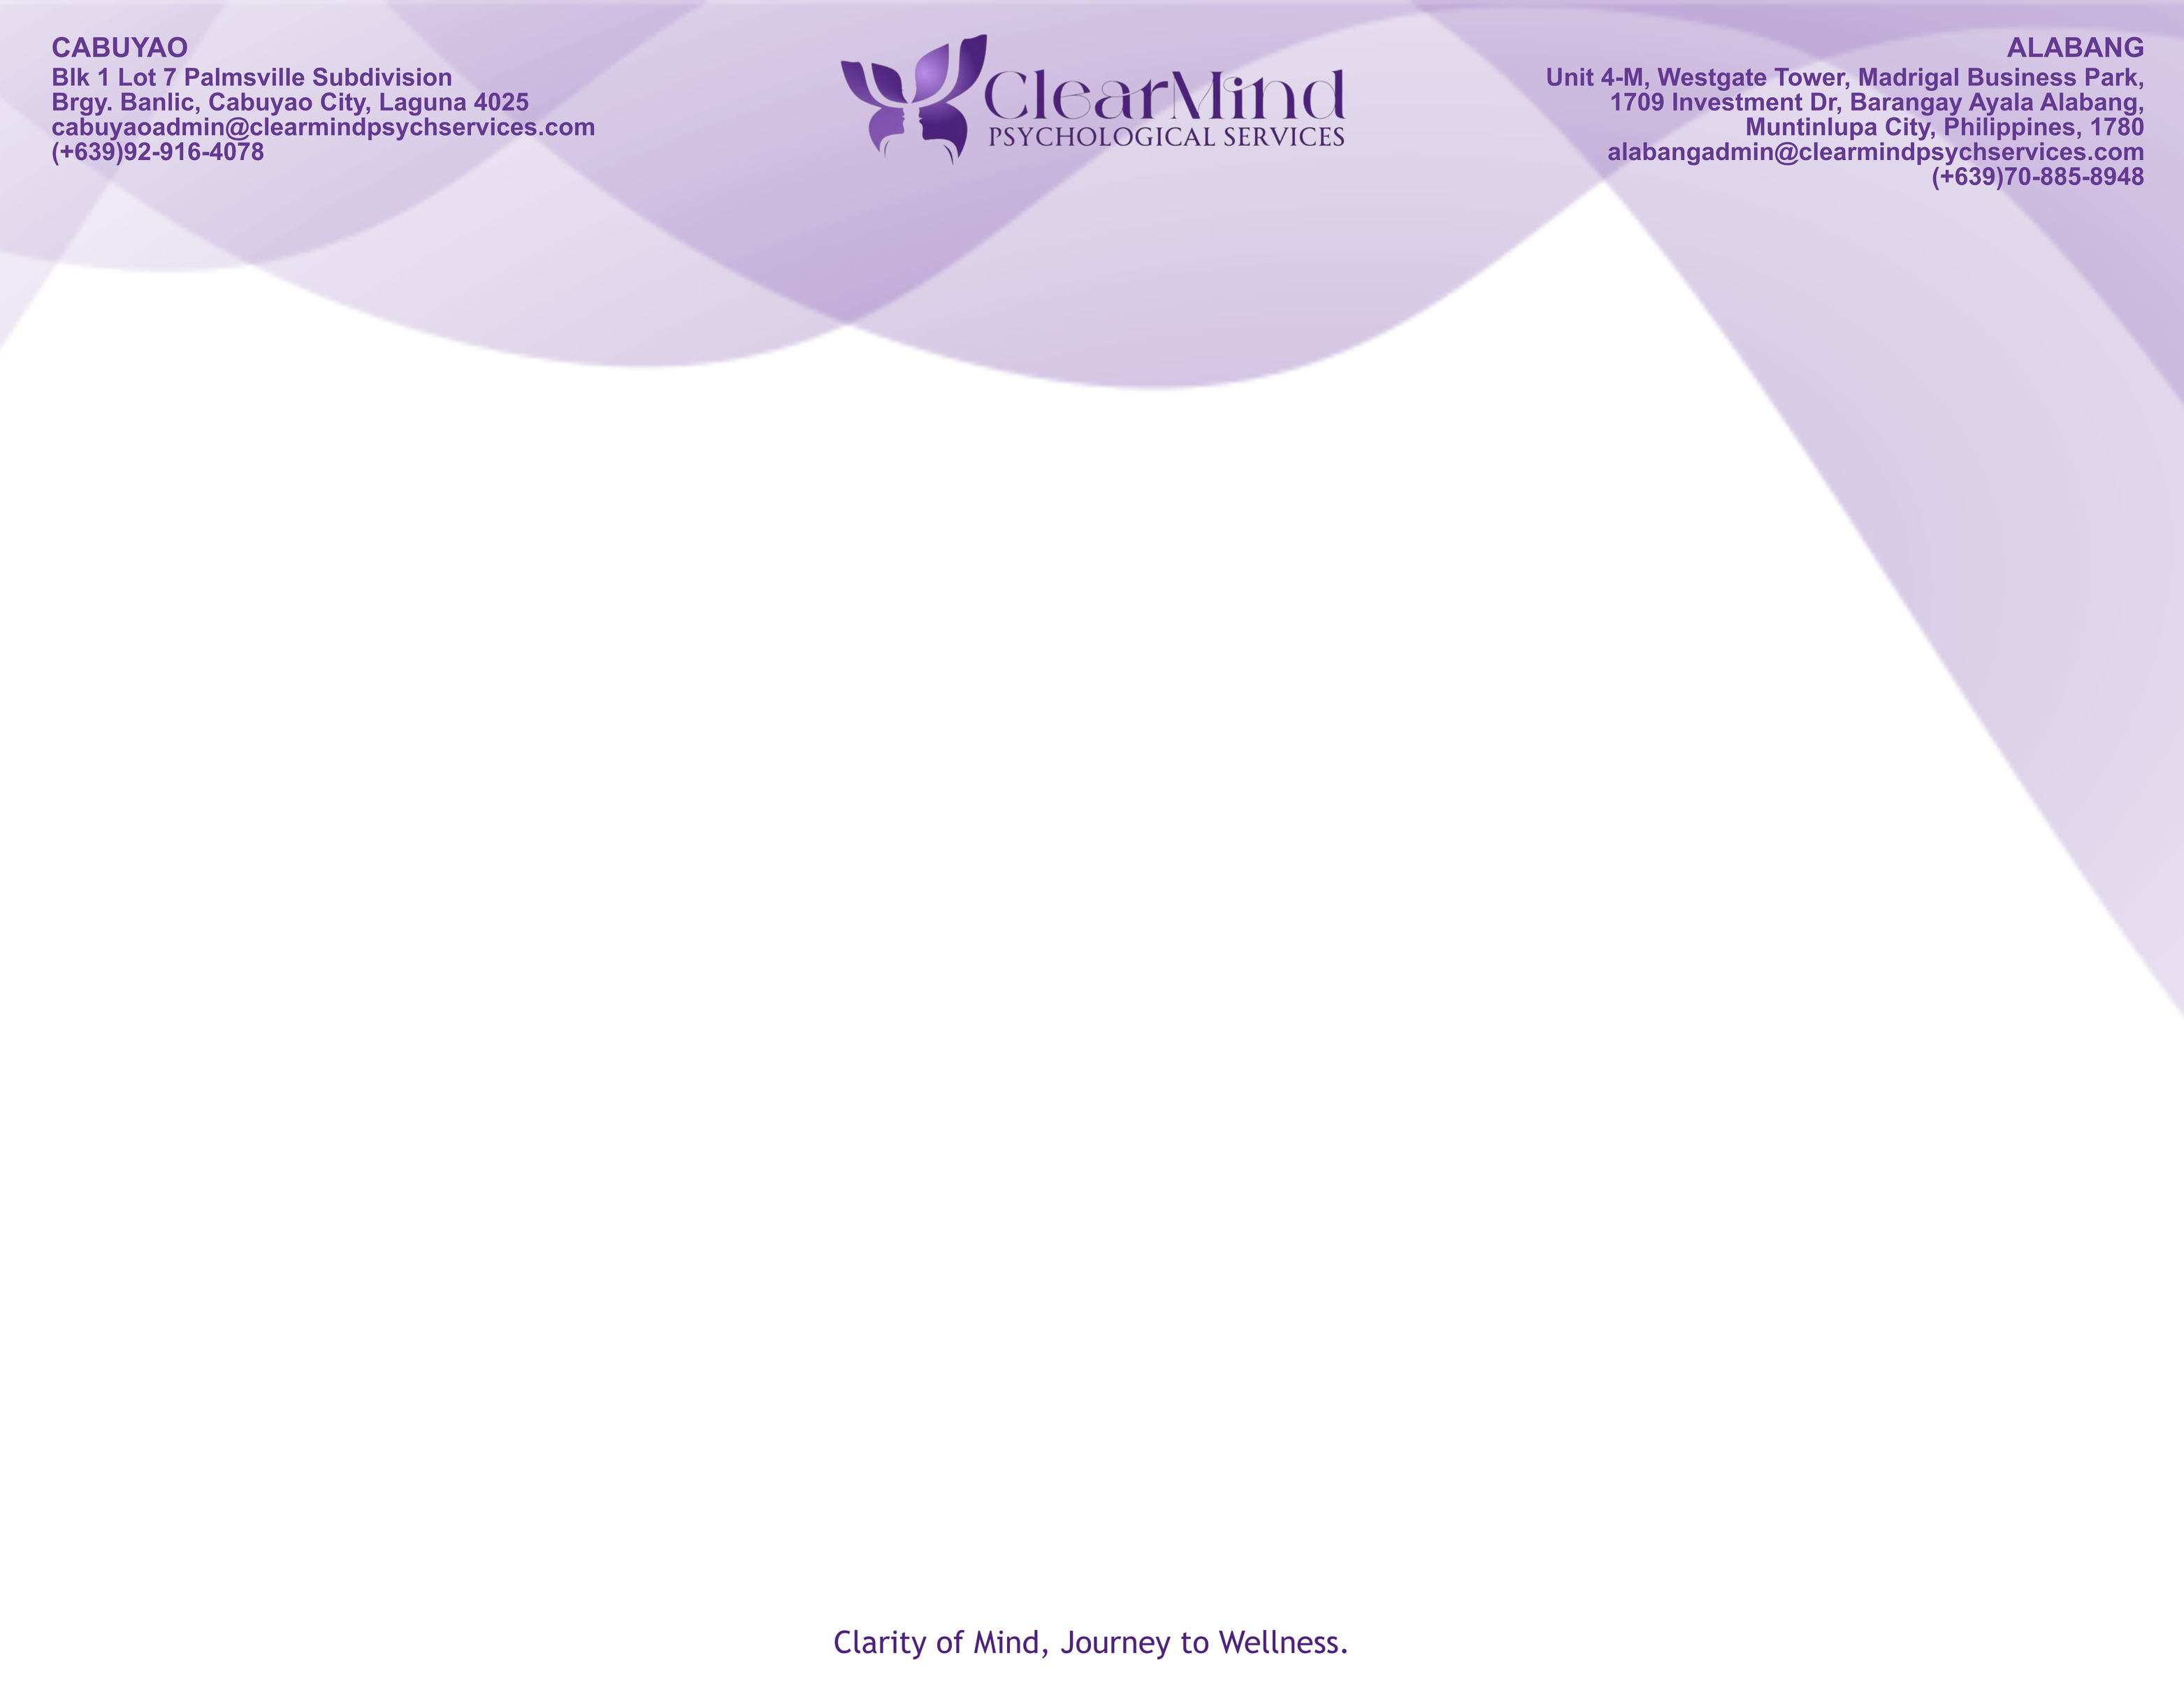 CABUYAO
Blk 1 Lot 7 Palmsville Subdivision
Brgy. Banlic, Cabuyao City, Laguna 4025
cabuyaoadmin@clearmindpsychservices.com
(+639)92-916-4078
ClearMind
PSYCHOLOGICAL SERVICES
ALABANG
Unit 4-M, Westgate Tower, Madrigal Business Park,
1709 Investment Dr, Barangay Ayala Alabang,
Muntinlupa City, Philippines, 1780
alabangadmin@clearmindpsychservices.com
(+639)70-885-8948
Clarity of Mind, Journey to Wellness.